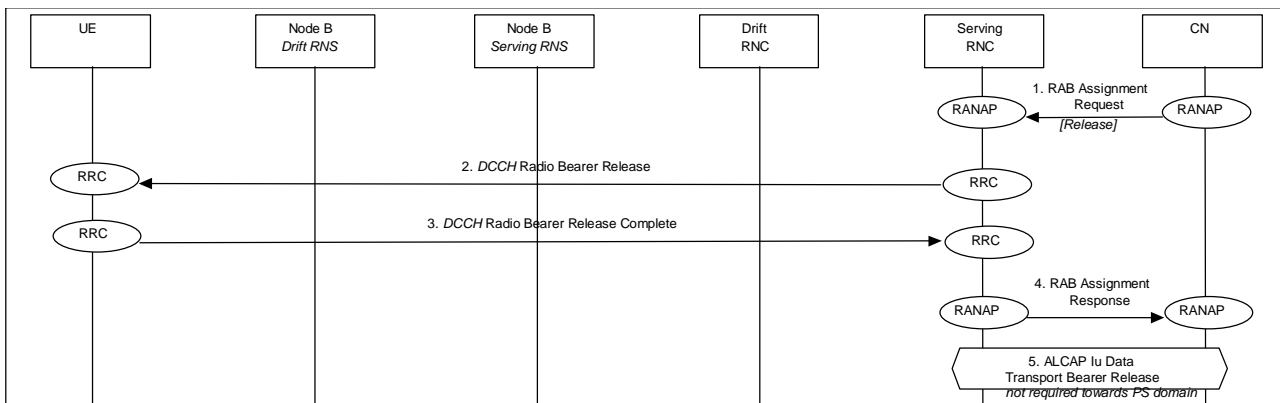 UE
Node B
Drift RNS
Node B
Serving RNS
Drift
RNC
Serving
RNC
CN
1. RAB Assignment
Request
[Release]
RANAP
RANAP
2. DCCH Radio Bearer Release
RRC
RRC
3. DCCH Radio Bearer Release Complete
RRC
RRC
4. RAB Assignment
Response
RANAP
RANAP
5. ALCAP Iu Data
Transport Bearer Release
not required towards PS domain